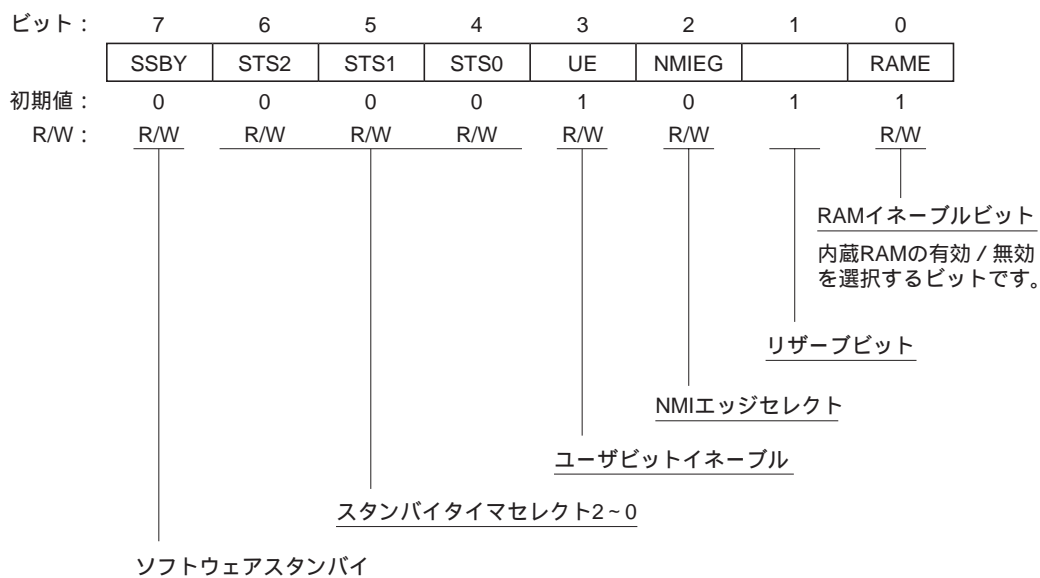 ビット： 7 6 5 4 3 2 1 0
SSBY STS2 STS1 STS0 UE NMIEG RAME
初期値： 0 0 0 0 1 0 1 1
R/W： R/W R/W R/W R/W R/W R/W R/W
RAMイネーブルビット
内蔵RAMの有効／無効
を選択するビットです。
リザーブビット
NMIエッジセレクト
ユーザビットイネーブル
スタンバイタイマセレクト2～0
ソフトウェアスタンバイ